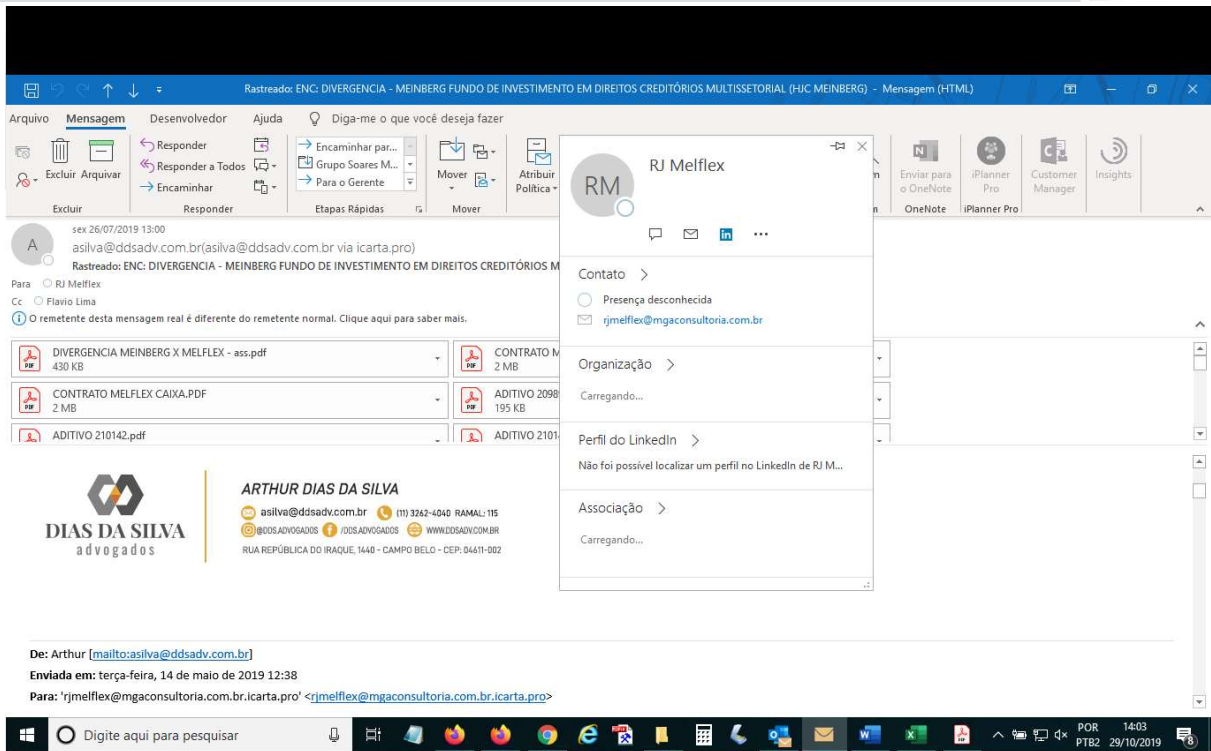 Rastreado: ENC: DIVERGENCIA - MEINBERG FUNDO DE INVESTIMENTO EM DIREITOS CREDITÓRIOS MULTISSETORIAL (HJC MEINBERG) - Mensagem (HTML)
Arquivo Mensagem Desenvolvedor Ajuda Diga-me o que você deseja fazer
Excluir Arquivar
Responder
Responder a Todos
Encaminhar
Encaminhar par...
Grupo Soares M...
Para o Gerente
Mover
Atribuir Política
Enviar para o OneNote
iPlanner Pro
Customer Manager
Insights
Excluir Responder Etapas Rápidas Mover OneNote iPlanner Pro
A
sex 26/07/2019 13:00
asilva@ddsadv.com.br(asilva@ddsadv.com.br via icarta.pro)
Rastreado: ENC: DIVERGENCIA - MEINBERG FUNDO DE INVESTIMENTO EM DIREITOS CREDITÓRIOS M
Para RJ Melflex
Cc Flavio Lima
O remetente desta mensagem real é diferente do remetente normal. Clique aqui para saber mais.
DIVERGENCIA MEINBERG X MELFLEX - ass.pdf
430 KB
CONTRATO M
2 MB
CONTRATO MELFLEX CAIXA.PDF
2 MB
ADITIVO 2098
195 KB
ADITIVO 210142.pdf
ADITIVO 2101
RM
RJ Melflex
Contato
Presença desconhecida
rjmelflex@mgaconsultoria.com.br
Organização
Carregando...
Perfil do LinkedIn
Não foi possível localizar um perfil no LinkedIn de RJ M...
Associação
Carregando...
DIAS DA SILVA
advogados
ARTHUR DIAS DA SILVA
asilva@ddsadv.com.br (11) 3262-4040 RAMAL: 115
@DDS.ADVOGADOS /DDS.ADVOGADOS WWW.DDSADV.COM.BR
RUA REPÚBLICA DO IRAQUE, 1440 - CAMPO BELO - CEP: 04611-002
De: Arthur [mailto:asilva@ddsadv.com.br]
Enviada em: terça-feira, 14 de maio de 2019 12:38
Para: 'rjmelflex@mgaconsultoria.com.br.icarta.pro' <rjmelflex@mgaconsultoria.com.br.icarta.pro>
Digite aqui para pesquisar
POR 14:03
PTB2 29/10/2019
8